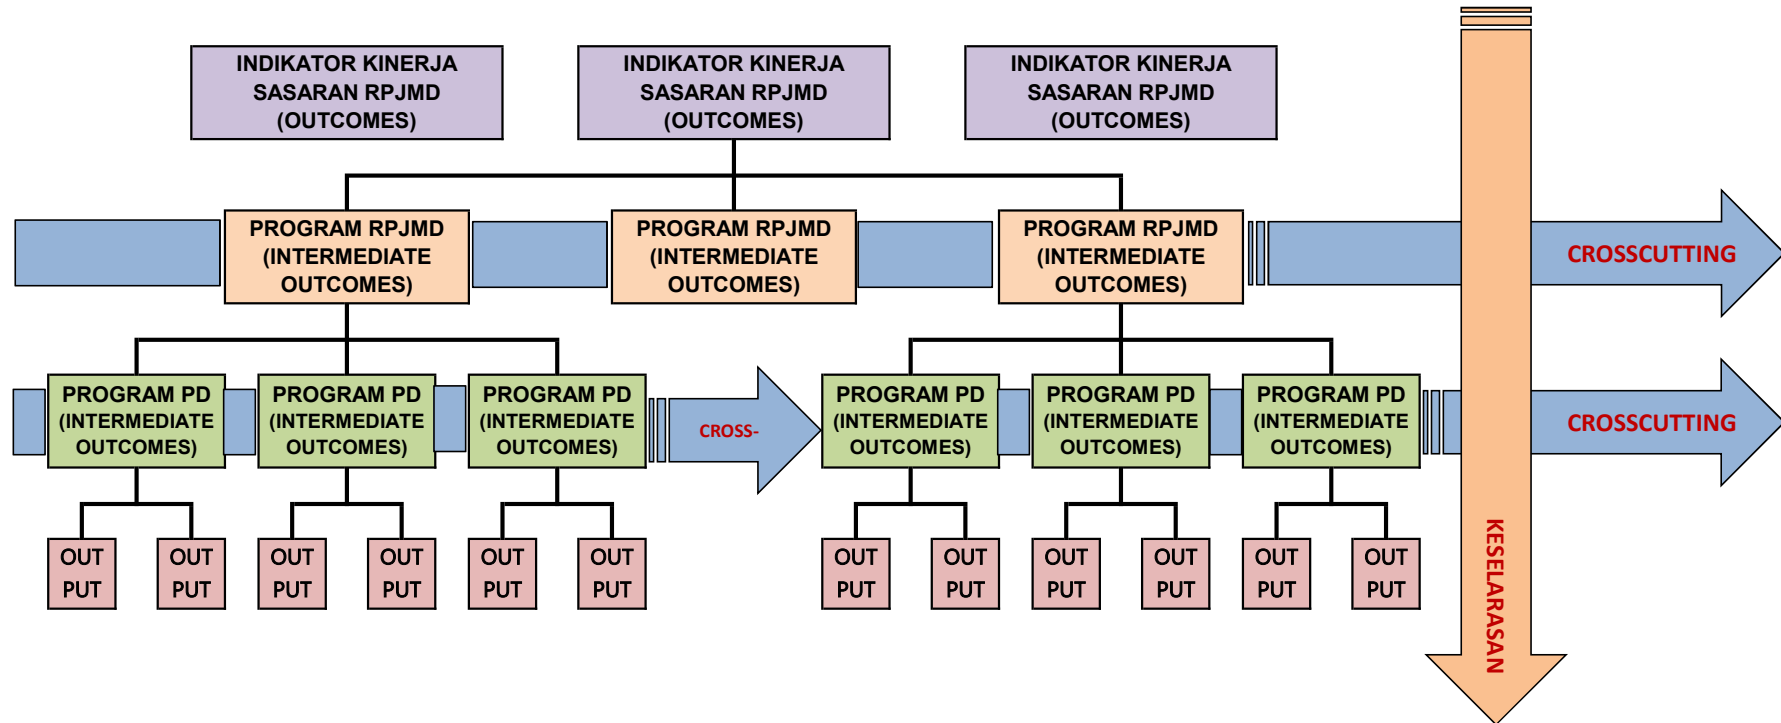 INDIKATOR KINERJA
SASARAN RPJMD
(OUTCOMES)
INDIKATOR KINERJA
SASARAN RPJMD
(OUTCOMES)
INDIKATOR KINERJA
SASARAN RPJMD
(OUTCOMES)
PROGRAM RPJMD
(INTERMEDIATE
OUTCOMES)
PROGRAM RPJMD
(INTERMEDIATE
OUTCOMES)
PROGRAM RPJMD
(INTERMEDIATE
OUTCOMES)
CROSSCUTTING
PROGRAM PD
(INTERMEDIATE
OUTCOMES)
PROGRAM PD
(INTERMEDIATE
OUTCOMES)
PROGRAM PD
(INTERMEDIATE
OUTCOMES)
CROSS-
PROGRAM PD
(INTERMEDIATE
OUTCOMES)
PROGRAM PD
(INTERMEDIATE
OUTCOMES)
PROGRAM PD
(INTERMEDIATE
OUTCOMES)
CROSSCUTTING
OUT
PUT
OUT
PUT
OUT
PUT
OUT
PUT
OUT
PUT
OUT
PUT
OUT
PUT
OUT
PUT
OUT
PUT
OUT
PUT
OUT
PUT
OUT
PUT
KESELARASAN